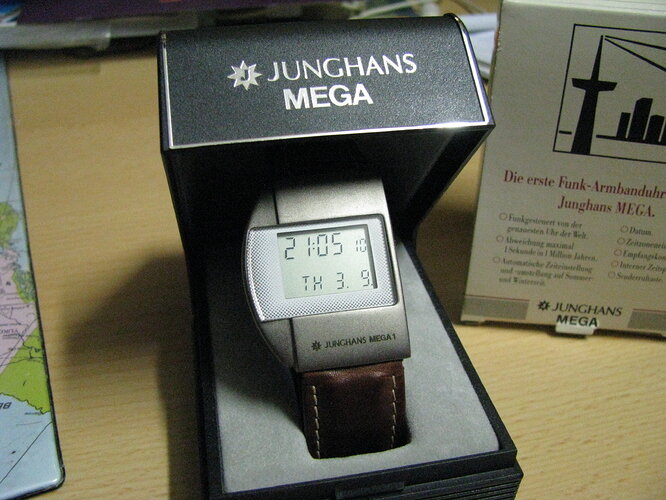 JUNGHANS
MEGA
21:05 10
TH 3. 9.
JUNGHANS MEGA 1
Die erste Funk-Armbanduhr
Junghans MEGA.
Funkgesteuert von der
genauesten Uhr der Welt.
Abweichung maximal
1 Sekunde in 1 Million Jahren.
Automatische Zeiteinstellung
und -umstellung auf Sommer-
und Winterzeit.
Datum.
JUNGHANS
MEGA